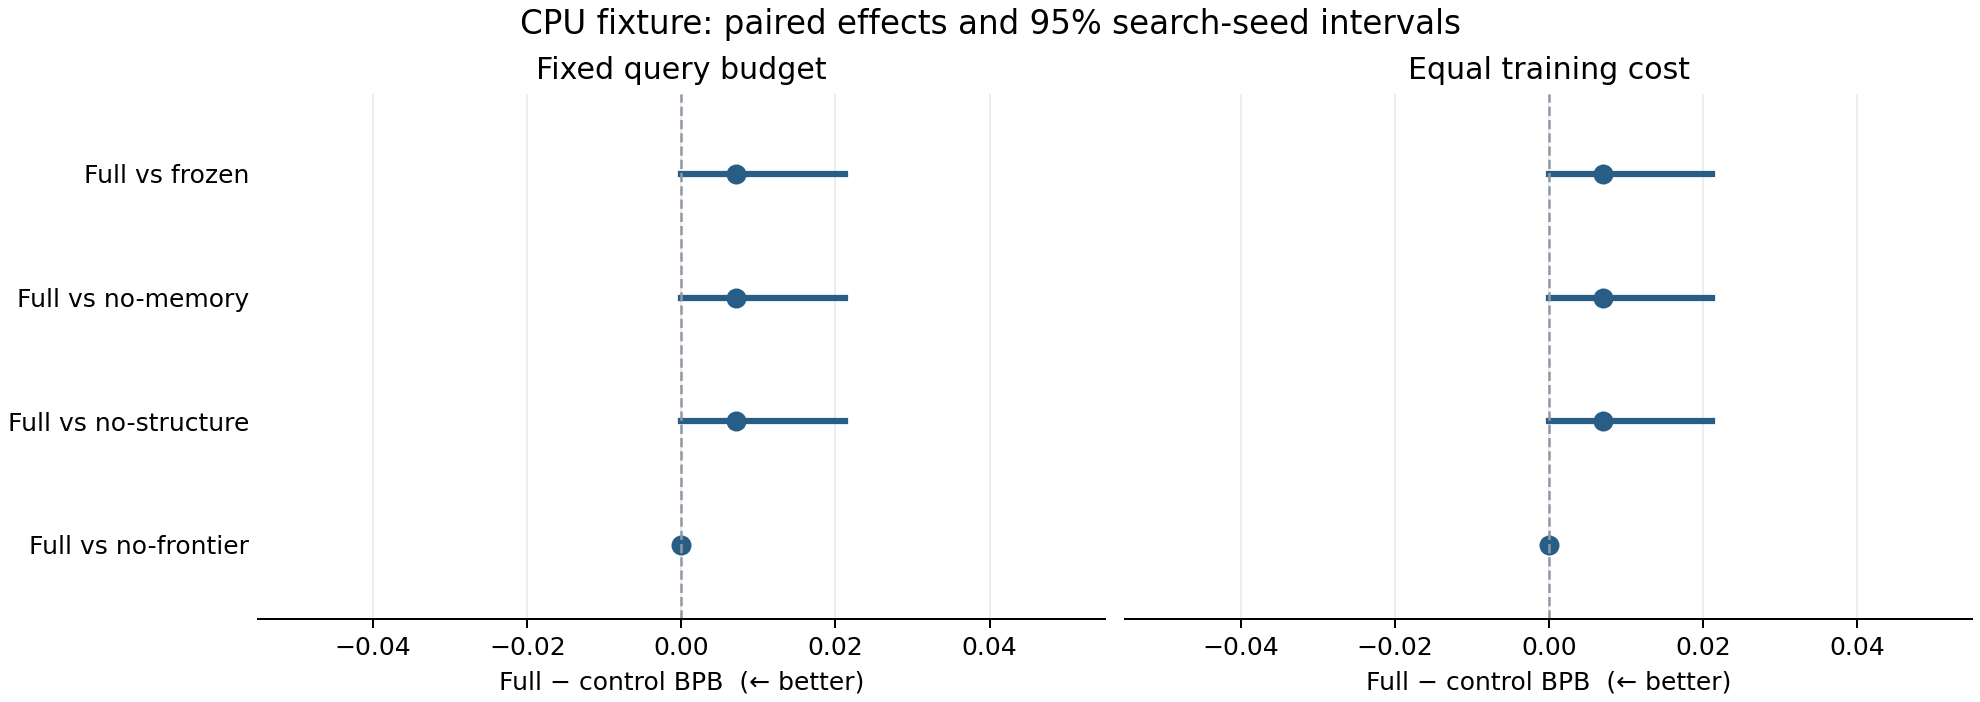 CPU fixture: paired effects and 95% search-seed intervals
Fixed query budget
Equal training cost
Full vs frozen
Full vs no-memory
Full vs no-structure
Full vs no-frontier
−0.04 −0.02 0.00 0.02 0.04
−0.04 −0.02 0.00 0.02 0.04
Full − control BPB (← better)
Full − control BPB (← better)